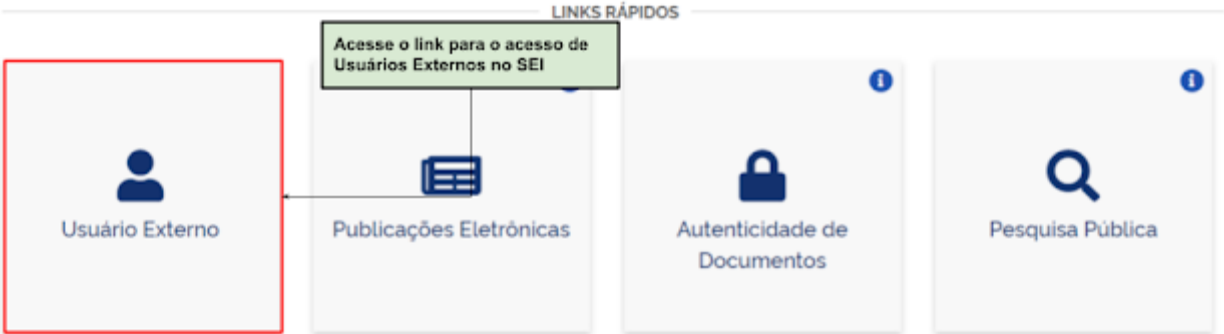 LINKS RÁPIDOS
Acesse o link para o acesso de
Usuários Externos no SEI
Usuário Externo
Publicações Eletrônicas
Autenticidade de
Documentos
Pesquisa Pública